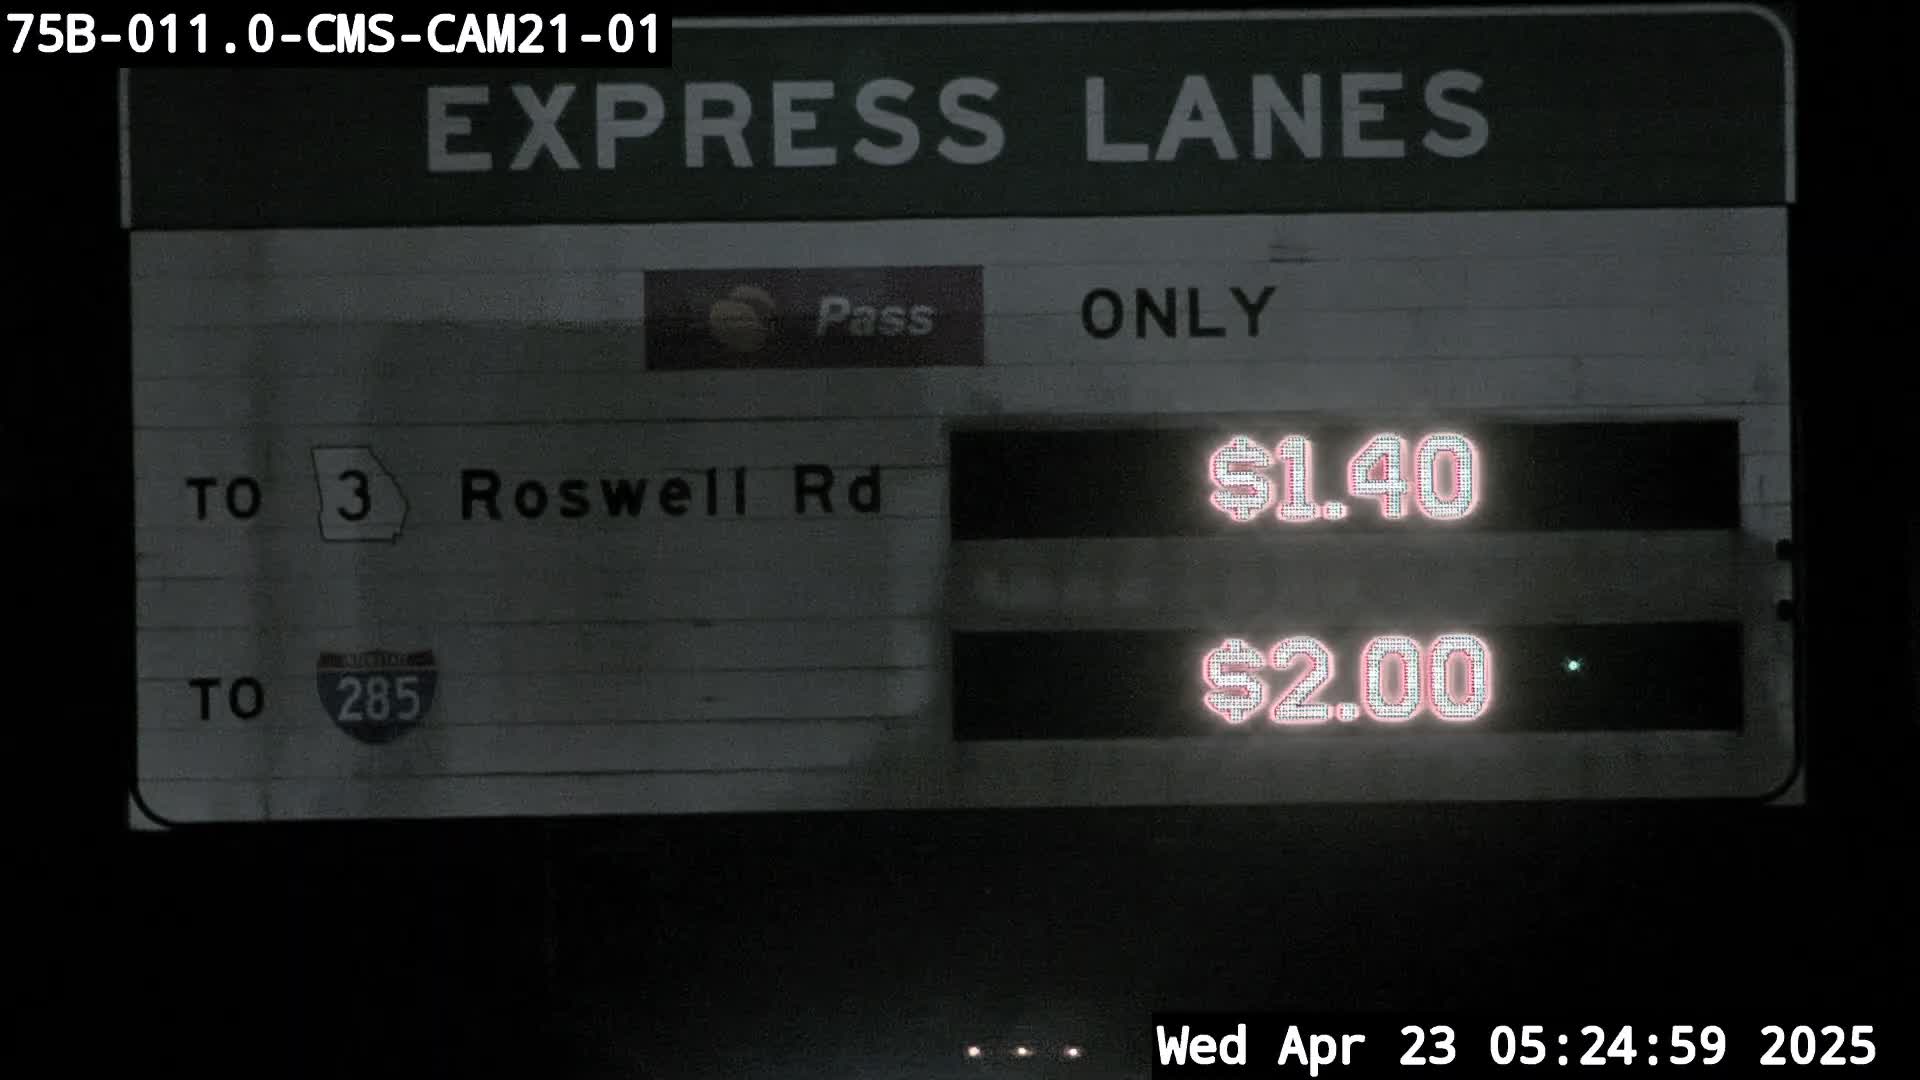 75B-011.0-CMS-CAM21-01
EXPRESS LANES
Pass ONLY
TO 3 Roswell Rd $1.40
TO 285 $2.00
Wed Apr 23 05:24:59 2025